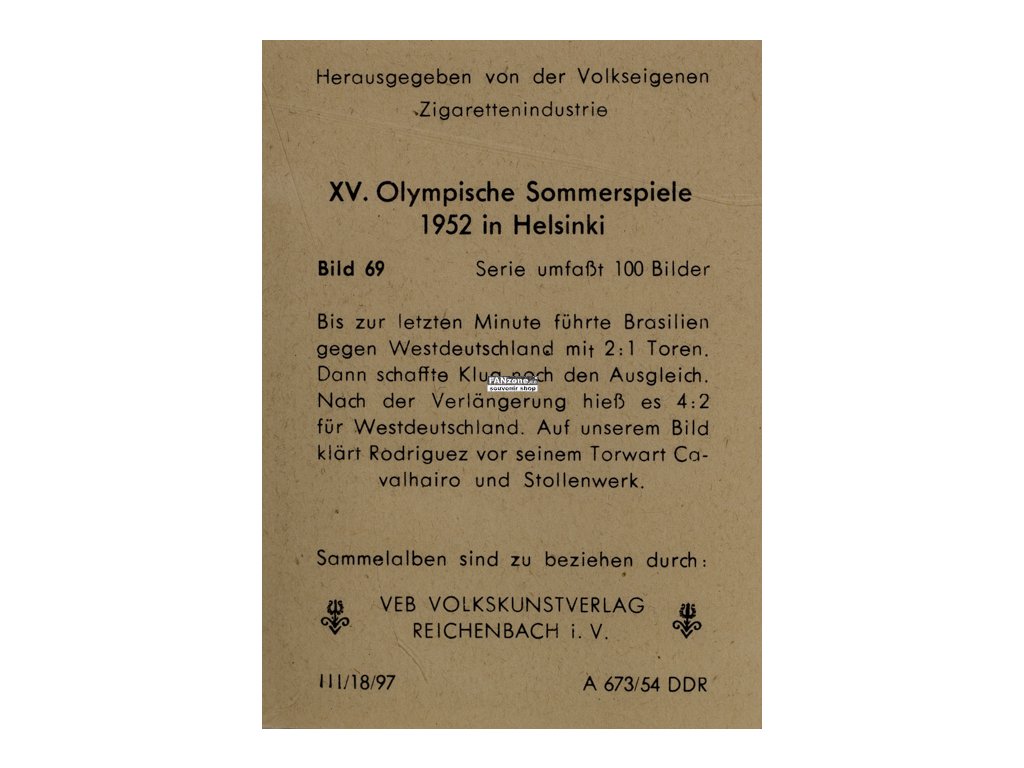 Herausgegeben von der Volkseigenen
Zigarettenindustrie
XV. Olympische Sommerspiele
1952 in Helsinki
Bild 69 Serie umfaßt 100 Bilder
Bis zur letzten Minute führte Brasilien
gegen Westdeutschland mit 2:1 Toren.
Dann schaffte Klug noch den Ausgleich.
FANzone.cz
souvenir shop
Nach der Verlängerung hieß es 4:2
für Westdeutschland. Auf unserem Bild
klärt Rodriguez vor seinem Torwart Ca-
valhairo und Stollenwerk.
Sammelalben sind zu beziehen durch:
VEB VOLKSKUNSTVERLAG
REICHENBACH i. V.
III/18/97 A 673/54 DDR